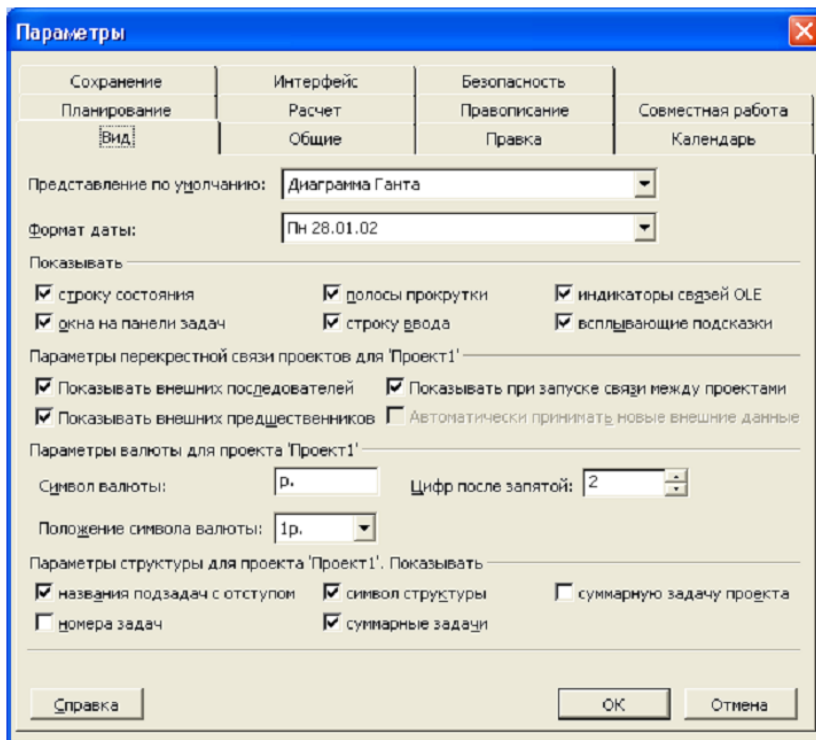 Параметры
Сохранение Интерфейс Безопасность
Планирование Расчет Правописание Совместная работа
Вид Общие Правка Календарь
Представление по умолчанию: Диаграмма Ганта
Формат даты: Пн 28.01.02
Показывать
строку состояния полосы прокрутки индикаторы связей OLE
окна на панели задач строку ввода всплывающие подсказки
Параметры перекрестной связи проектов для 'Проект1'
Показывать внешних последователей Показывать при запуске связи между проектами
Показывать внешних предшественников Автоматически принимать новые внешние данные
Параметры валюты для проекта 'Проект1'
Символ валюты: р. Цифр после запятой: 2
Положение символа валюты: 1р.
Параметры структуры для проекта 'Проект1'. Показывать
названия подзадач с отступом символ структуры суммарную задачу проекта
номера задач суммарные задачи
Справка ОК Отмена